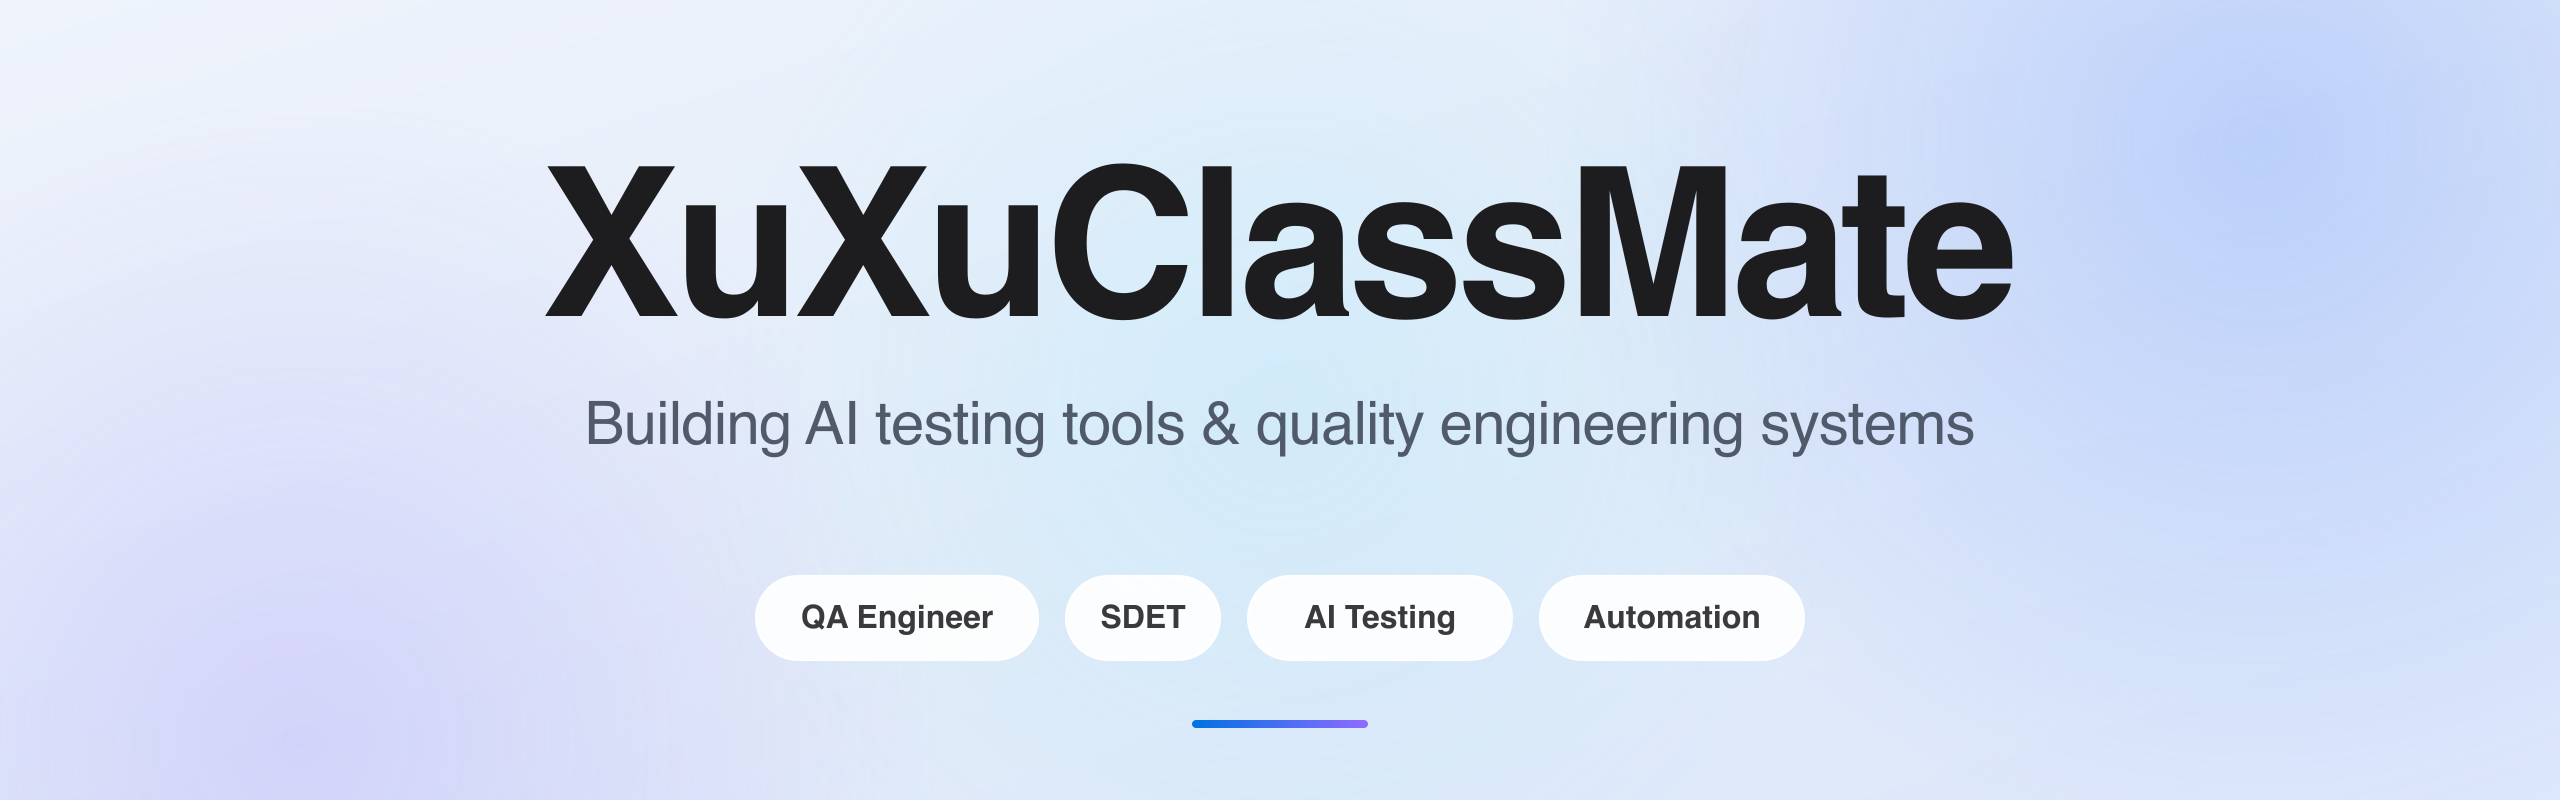 XuXuClassMate
Building AI testing tools & quality engineering systems
QA Engineer SDET AI Testing Automation